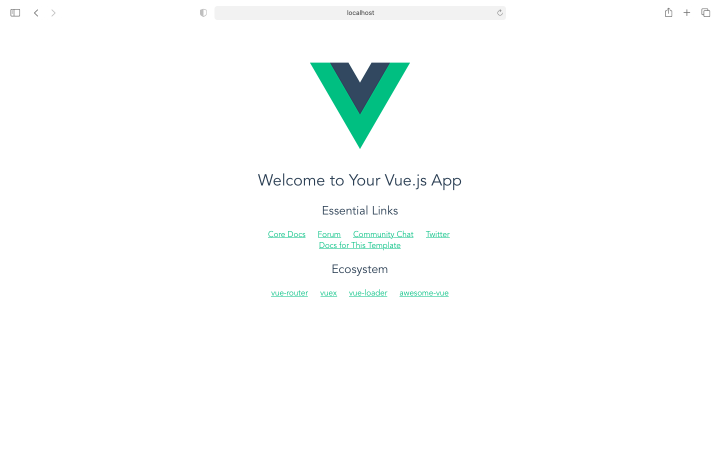 localhost
Welcome to Your Vue.js App
Essential Links
Core Docs Forum Community Chat Twitter
Docs for This Template
Ecosystem
vue-router vuex vue-loader awesome-vue